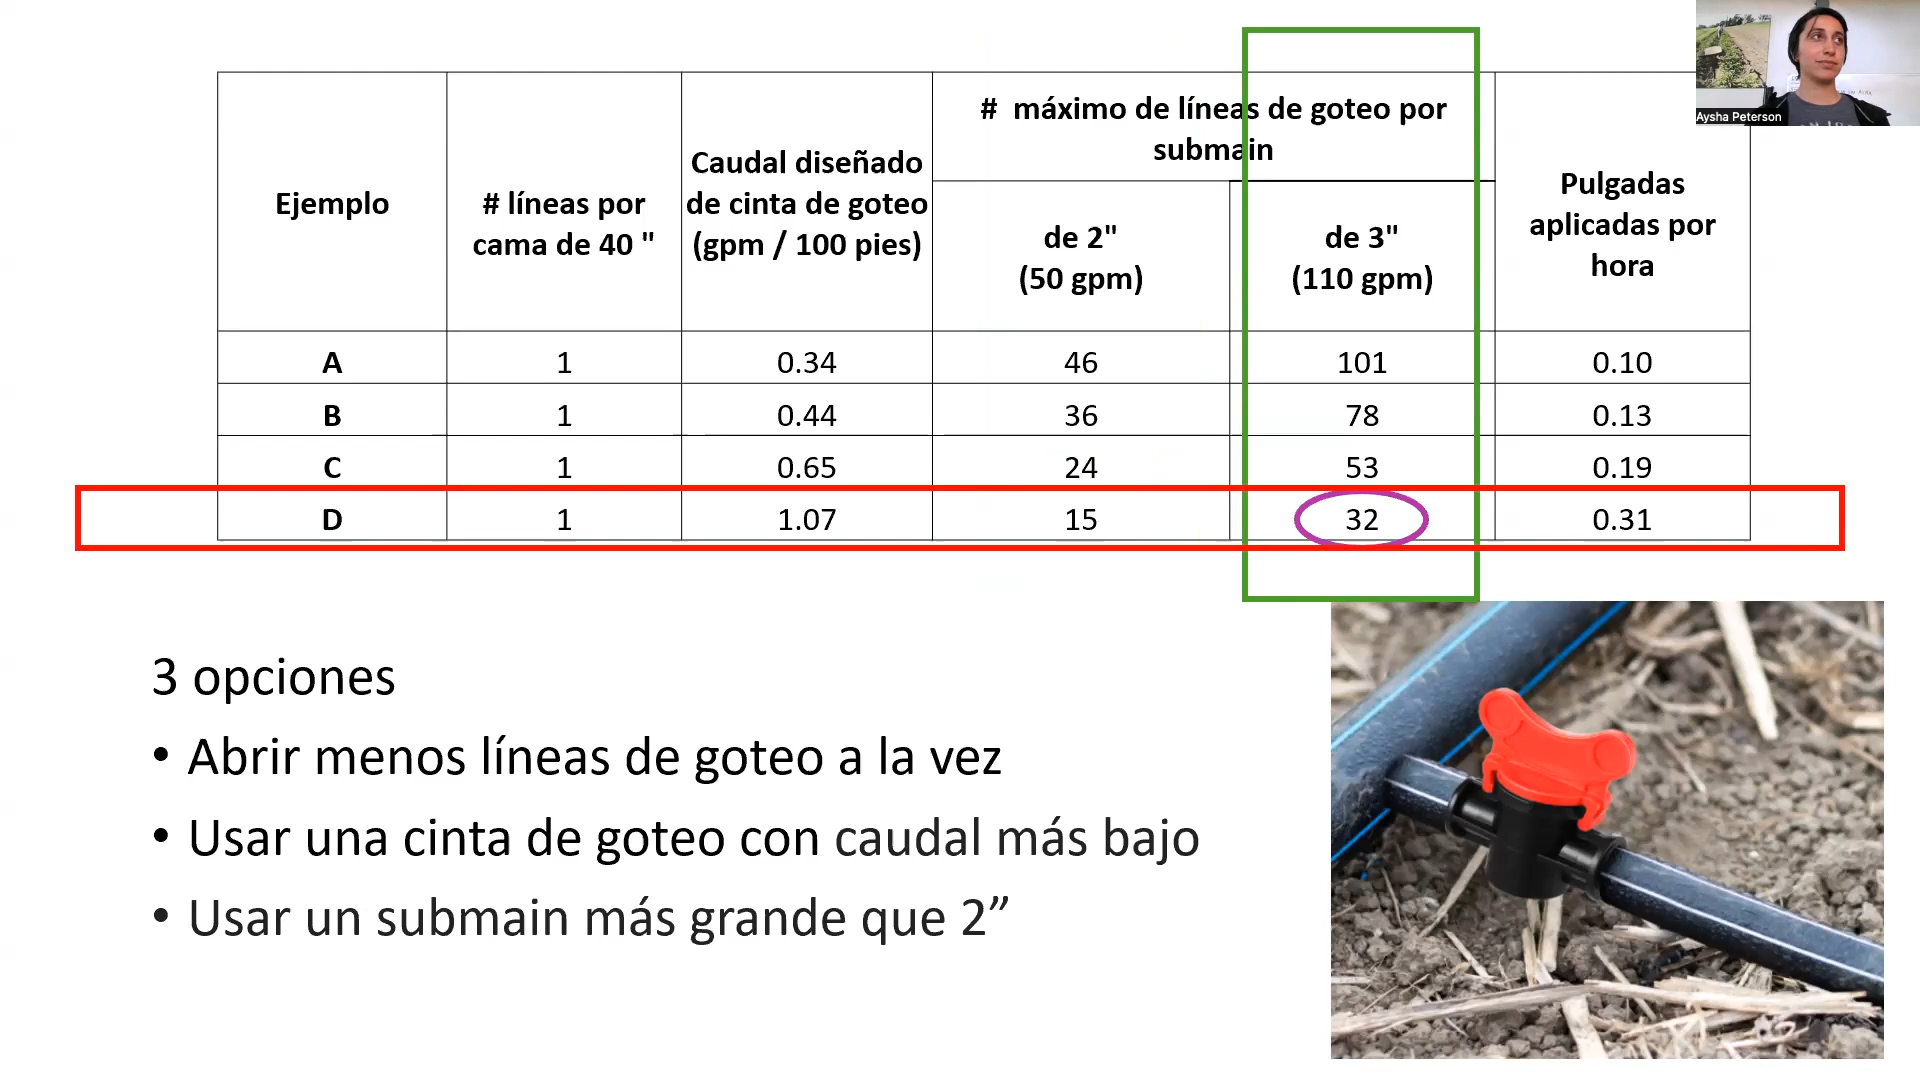 Ejemplo
# líneas por
cama de 40 "
Caudal diseñado
de cinta de goteo
(gpm / 100 pies)
# máximo de líneas de goteo por
submain
de 2"
(50 gpm)
de 3"
(110 gpm)
Pulgadas
aplicadas por
hora
A 1 0.34 46 101 0.10
B 1 0.44 36 78 0.13
C 1 0.65 24 53 0.19
D 1 1.07 15 32 0.31
3 opciones
• Abrir menos líneas de goteo a la vez
• Usar una cinta de goteo con caudal más bajo
• Usar un submain más grande que 2”
Aysha Peterson